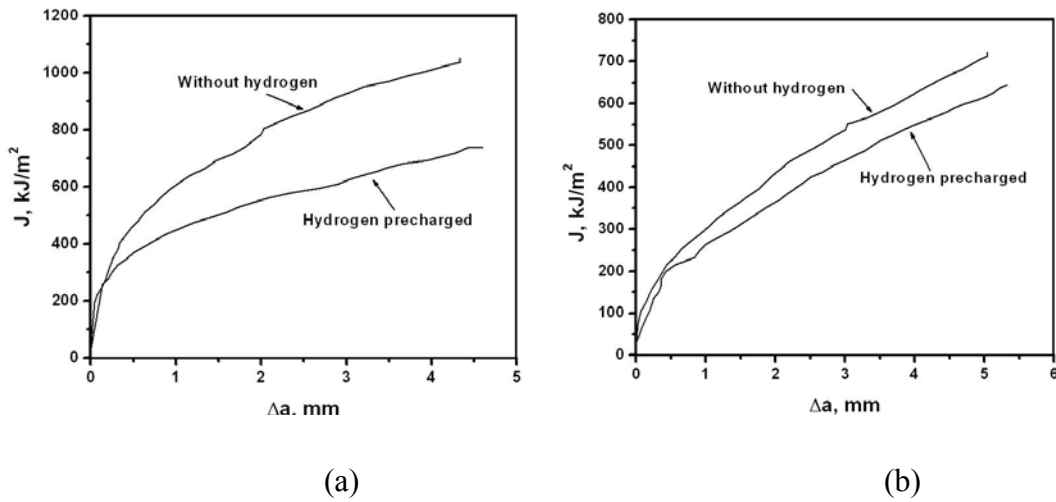 1200
1000
800
600
400
200
0
J, kJ/m²
Without hydrogen
Hydrogen precharged
0 1 2 3 4 5
Δa, mm
(a)
800
700
600
500
400
300
200
100
0
J, kJ/m²
Without hydrogen
Hydrogen precharged
0 1 2 3 4 5 6
Δa, mm
(b)